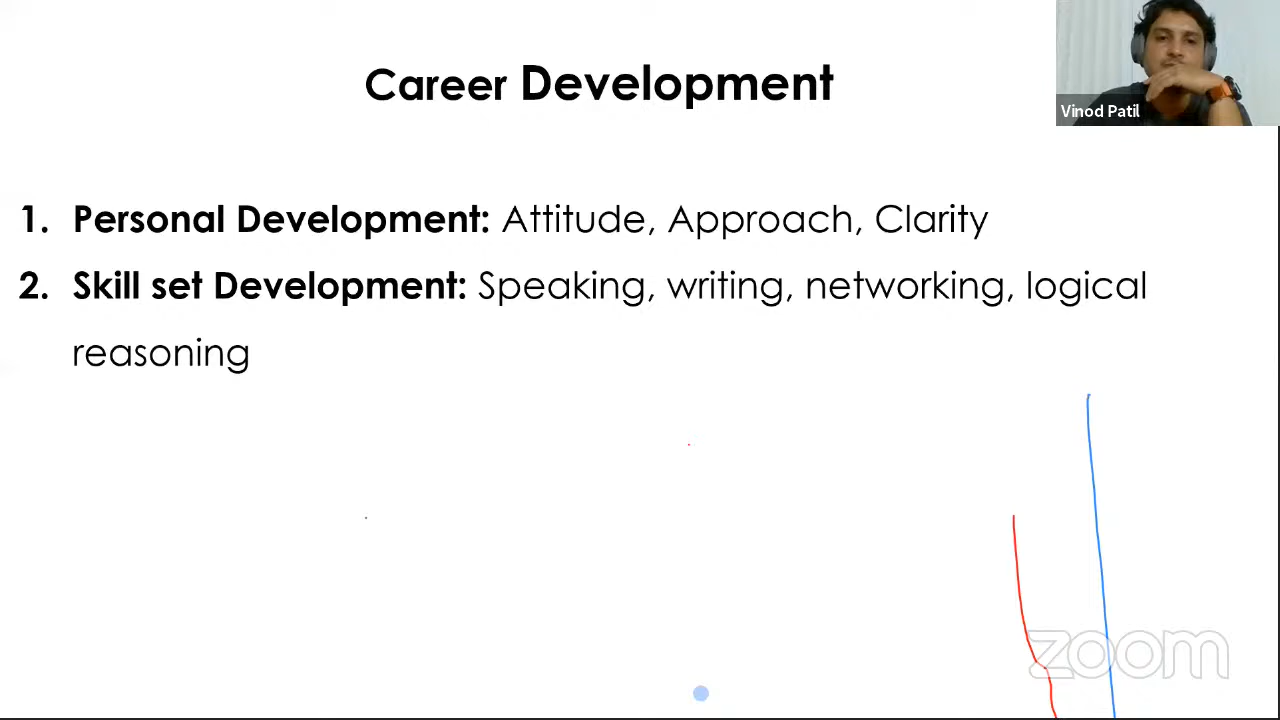 Career Development
Vinod Patil
1. Personal Development: Attitude, Approach, Clarity
2. Skill set Development: Speaking, writing, networking, logical
reasoning
zoom